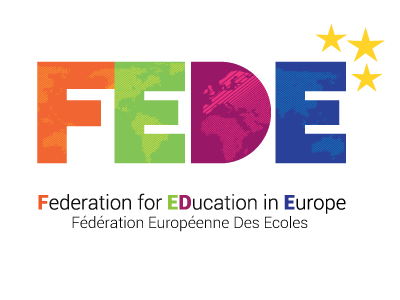 FEDE
Federation for EDucation in Europe
Fédération Européenne Des Ecoles